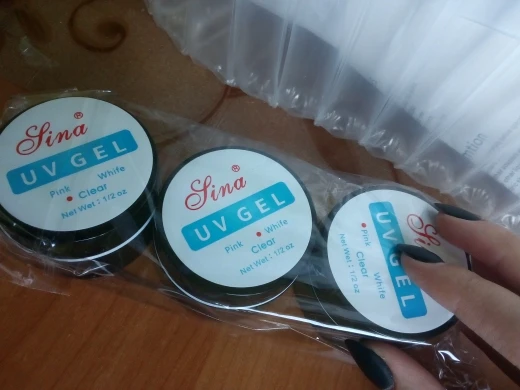 Sina®
UV GEL
Pink White
• Clear
Net Wet : 1/2 oz
Sina®
UV GEL
Pink • White
Clear
Net Wet : 1/2 oz
Si
UV GEL
• Pink White
Clear
Net Wet : 1/2 oz